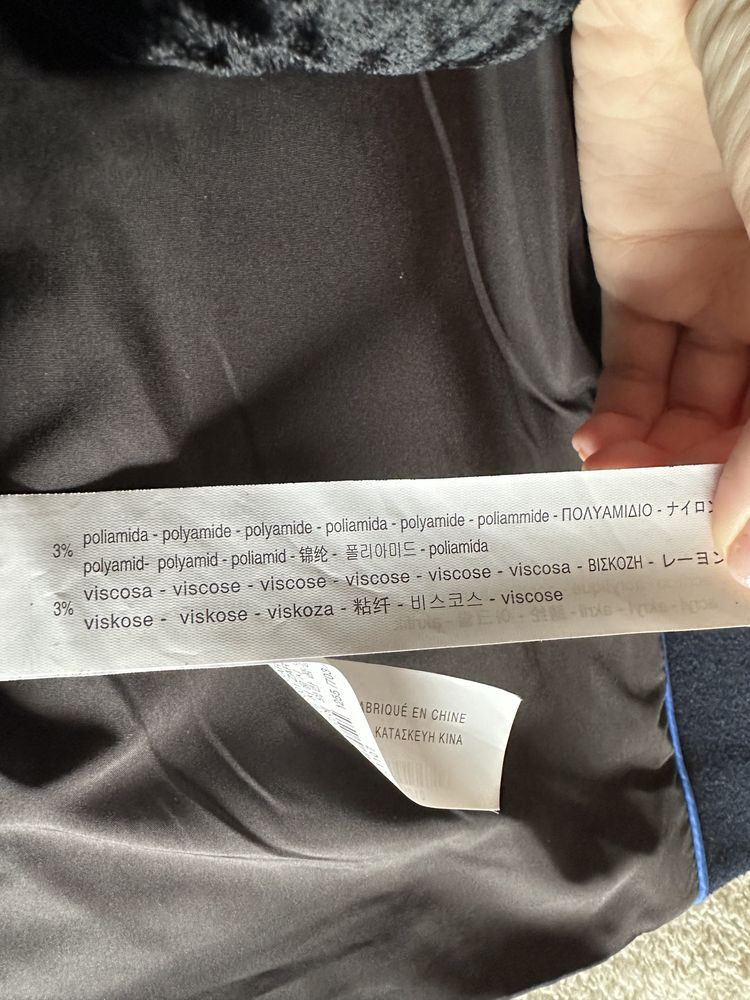 3% poliamida - polyamide - polyamide - poliamida - polyamide - poliammide - ΠΟΛΥΑΜΙΔΙΟ - ナイロン
polyamid- polyamid - poliamid - 锦纶 - 폴리아미드 - poliamida
3% viscosa - viscose - viscose - viscose - viscose - viscosa - ΒΙΣΚΟΖΗ - レーヨン
viskose - viskose - viskoza - 粘纤 - 비스코스 - viscose
ABRIQUÉ EN CHINE
ΚΑΤΑΣΚΕΥΗ ΚΙΝΑ